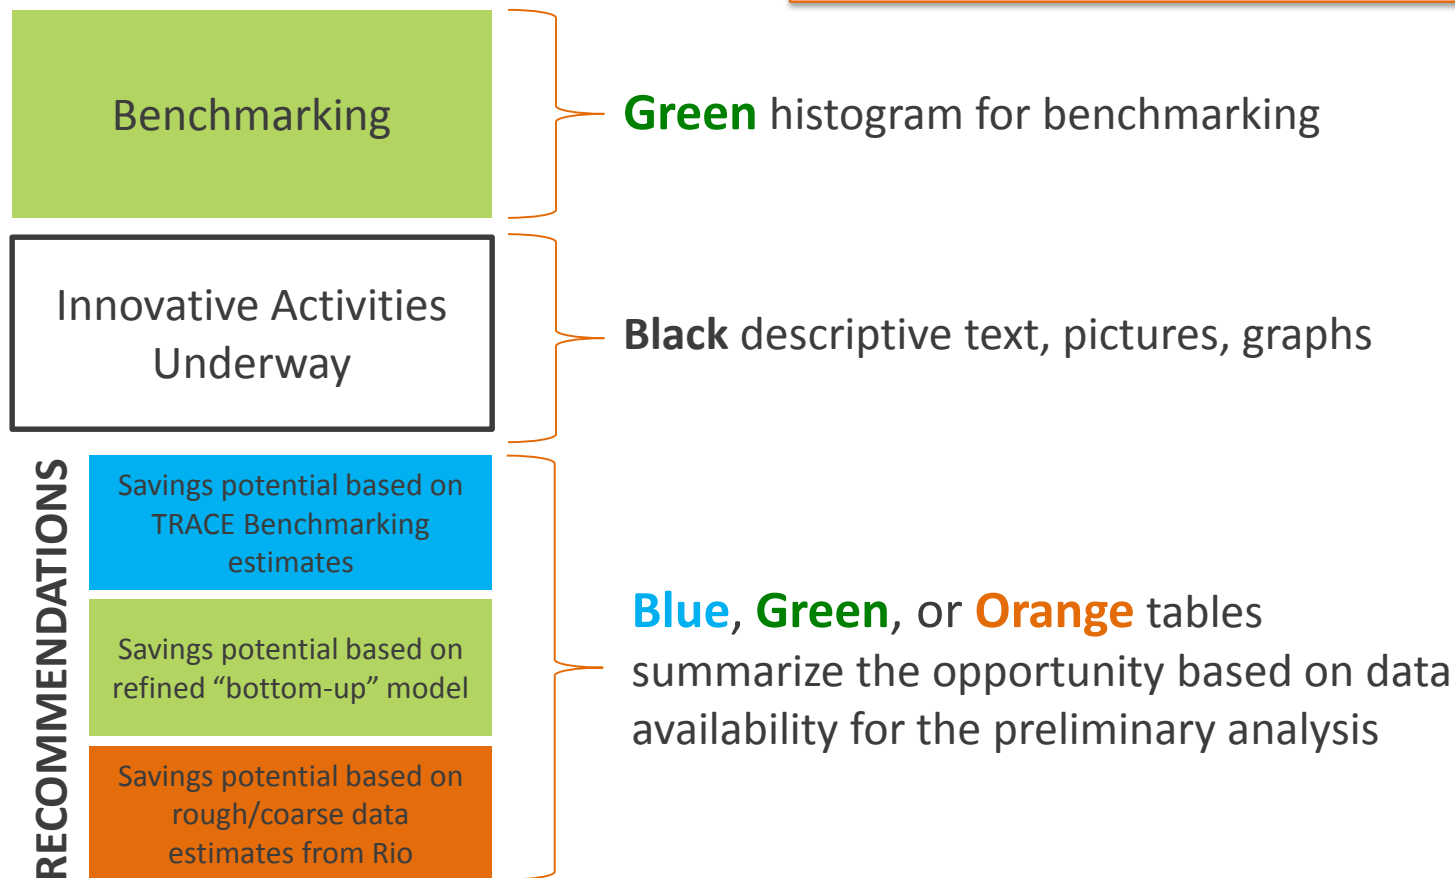 Benchmarking
Green histogram for benchmarking
Innovative Activities
Underway
Black descriptive text, pictures, graphs
RECOMMENDATIONS
Savings potential based on
TRACE Benchmarking
estimates
Savings potential based on
refined “bottom-up” model
Savings potential based on
rough/coarse data
estimates from Rio
Blue, Green, or Orange tables
summarize the opportunity based on data
availability for the preliminary analysis